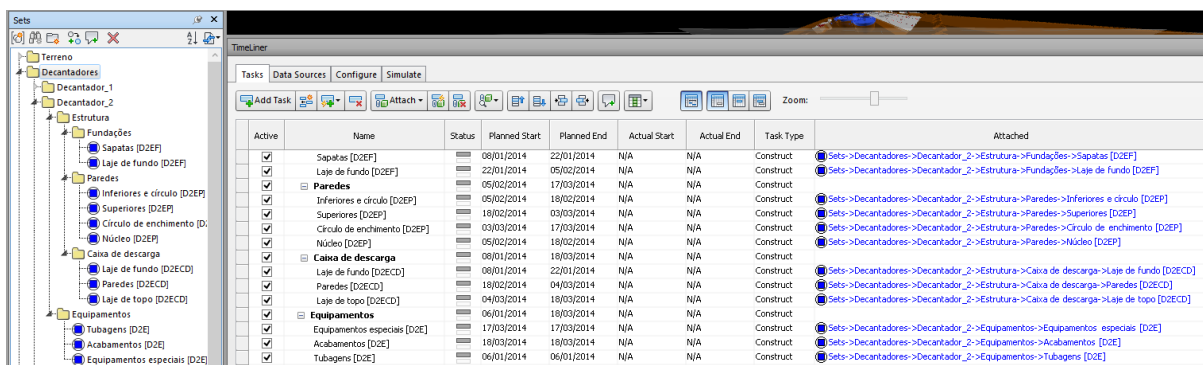 Sets
Terreno
Decantadores
Decantador_1
Decantador_2
Estrutura
Fundações
Sapatas [D2EF]
Laje de fundo [D2EF]
Paredes
Inferiores e círculo [D2EP]
Superiores [D2EP]
Círculo de enchimento [D2
Núcleo [D2EP]
Caixa de descarga
Laje de fundo [D2ECD]
Paredes [D2ECD]
Laje de topo [D2ECD]
Equipamentos
Tubagens [D2E]
Acabamentos [D2E]
Equipamentos especiais [D2E]
TimeLiner
Tasks Data Sources Configure Simulate
Add Task Attach Zoom:
Active Name Status Planned Start Planned End Actual Start Actual End Task Type Attached
Sapatas [D2EF] 08/01/2014 22/01/2014 N/A N/A Construct Sets->Decantadores->Decantador_2->Estrutura->Fundações->Sapatas [D2EF]
Laje de fundo [D2EF] 22/01/2014 05/02/2014 N/A N/A Construct Sets->Decantadores->Decantador_2->Estrutura->Fundações->Laje de fundo [D2EF]
Paredes 05/02/2014 17/03/2014 N/A N/A Construct
Inferiores e círculo [D2EP] 05/02/2014 18/02/2014 N/A N/A Construct Sets->Decantadores->Decantador_2->Estrutura->Paredes->Inferiores e círculo [D2EP]
Superiores [D2EP] 18/02/2014 03/03/2014 N/A N/A Construct Sets->Decantadores->Decantador_2->Estrutura->Paredes->Superiores [D2EP]
Círculo de enchimento [D2EP] 03/03/2014 17/03/2014 N/A N/A Construct Sets->Decantadores->Decantador_2->Estrutura->Paredes->Círculo de enchimento [D2EP]
Núcleo [D2EP] 05/02/2014 18/02/2014 N/A N/A Construct Sets->Decantadores->Decantador_2->Estrutura->Paredes->Núcleo [D2EP]
Caixa de descarga 08/01/2014 18/03/2014 N/A N/A Construct
Laje de fundo [D2ECD] 08/01/2014 22/01/2014 N/A N/A Construct Sets->Decantadores->Decantador_2->Estrutura->Caixa de descarga->Laje de fundo [D2ECD]
Paredes [D2ECD] 18/02/2014 04/03/2014 N/A N/A Construct Sets->Decantadores->Decantador_2->Estrutura->Caixa de descarga->Paredes [D2ECD]
Laje de topo [D2ECD] 04/03/2014 18/03/2014 N/A N/A Construct Sets->Decantadores->Decantador_2->Estrutura->Caixa de descarga->Laje de topo [D2ECD]
Equipamentos 06/01/2014 18/03/2014 N/A N/A Construct
Equipamentos especiais [D2E] 17/03/2014 17/03/2014 N/A N/A Construct Sets->Decantadores->Decantador_2->Equipamentos->Equipamentos especiais [D2E]
Acabamentos [D2E] 18/03/2014 18/03/2014 N/A N/A Construct Sets->Decantadores->Decantador_2->Equipamentos->Acabamentos [D2E]
Tubagens [D2E] 06/01/2014 06/01/2014 N/A N/A Construct Sets->Decantadores->Decantador_2->Equipamentos->Tubagens [D2E]